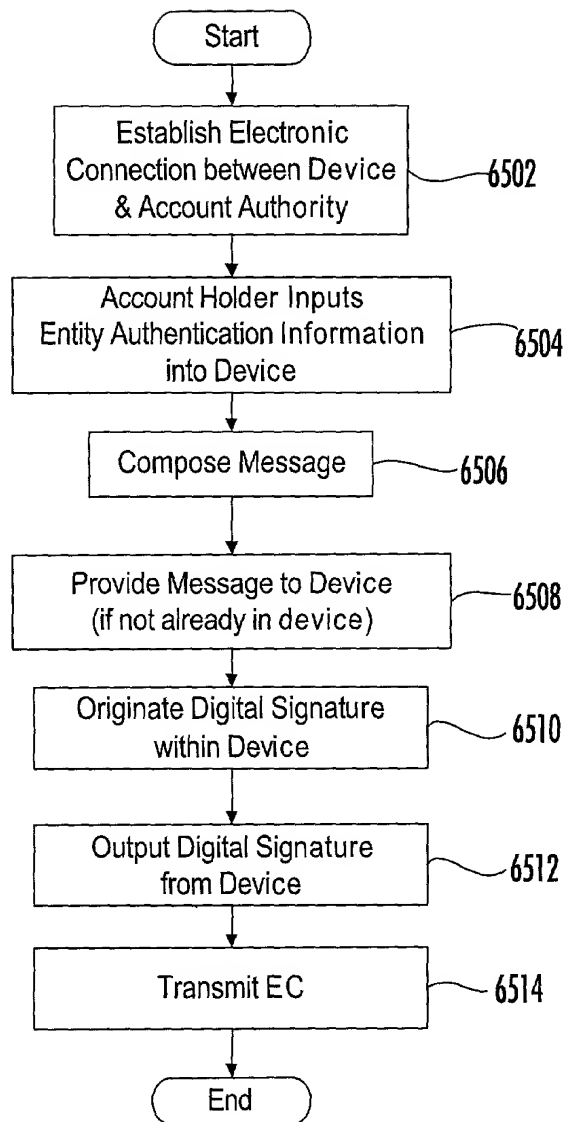 Start
Establish Electronic
Connection between Device
& Account Authority
6502
Account Holder Inputs
Entity Authentication Information
into Device
6504
Compose Message
6506
Provide Message to Device
(if not already in device)
6508
Originate Digital Signature
within Device
6510
Output Digital Signature
from Device
6512
Transmit EC
6514
End